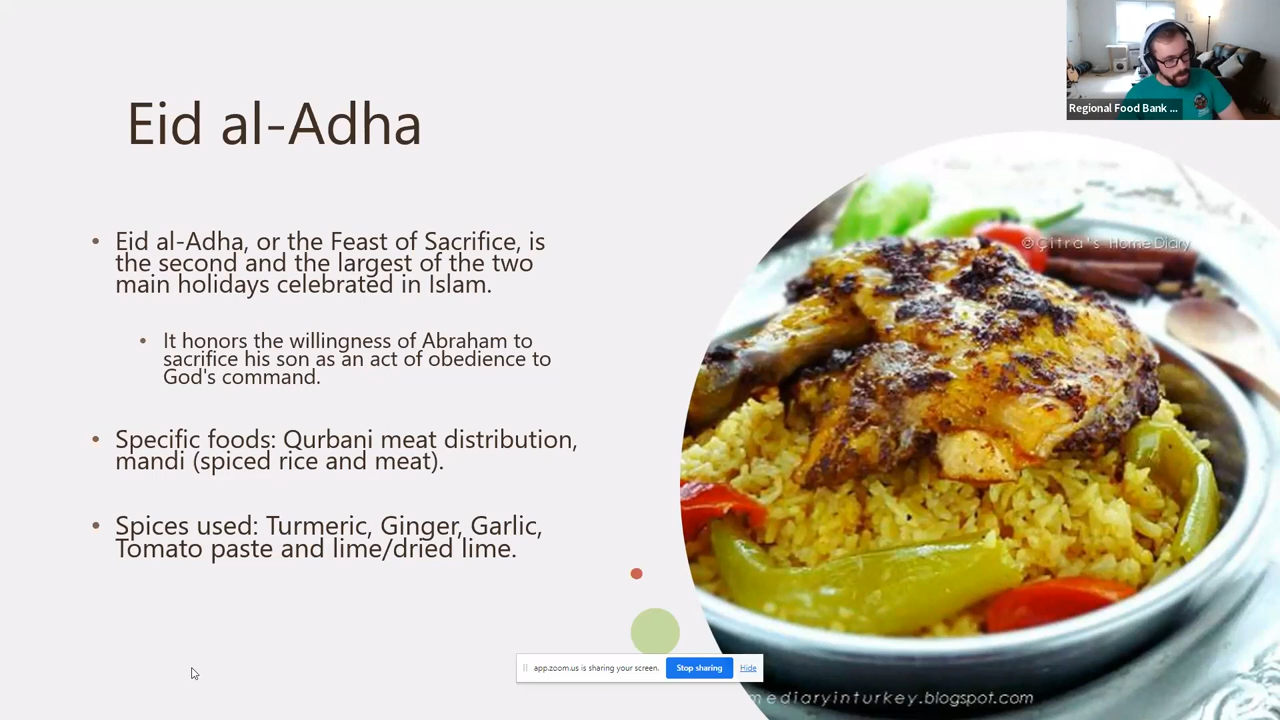 Regional Food Bank ...
Eid al-Adha
• Eid al-Adha, or the Feast of Sacrifice, is
the second and the largest of the two
main holidays celebrated in Islam.
• It honors the willingness of Abraham to
sacrifice his son as an act of obedience to
God's command.
• Specific foods: Qurbani meat distribution,
mandi (spiced rice and meat).
• Spices used: Turmeric, Ginger, Garlic,
Tomato paste and lime/dried lime.
© Çitra's Home Diary
app.zoom.us is sharing your screen. Stop sharing Hide
mediaryinturkey.blogspot.com